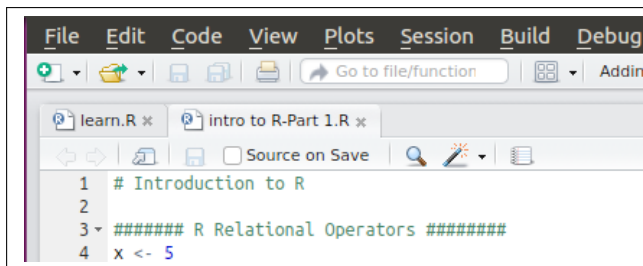 File Edit Code View Plots Session Build Debug
Go to file/function Addin
learn.R × intro to R-Part 1.R ×
Source on Save
1 # Introduction to R
2
3 ####### R Relational Operators ########
4 x <- 5